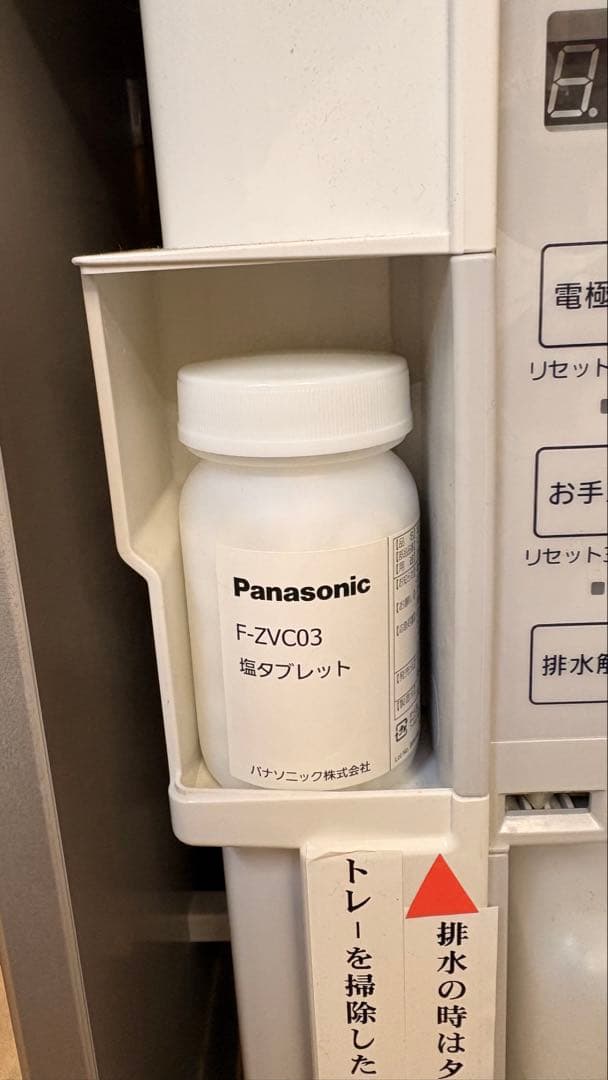 8.
電極
リセット
お手
リセット
排水解
Panasonic
F-ZVC03
塩タブレット
パナソニック株式会社
排水の時はタ
トレーを掃除した